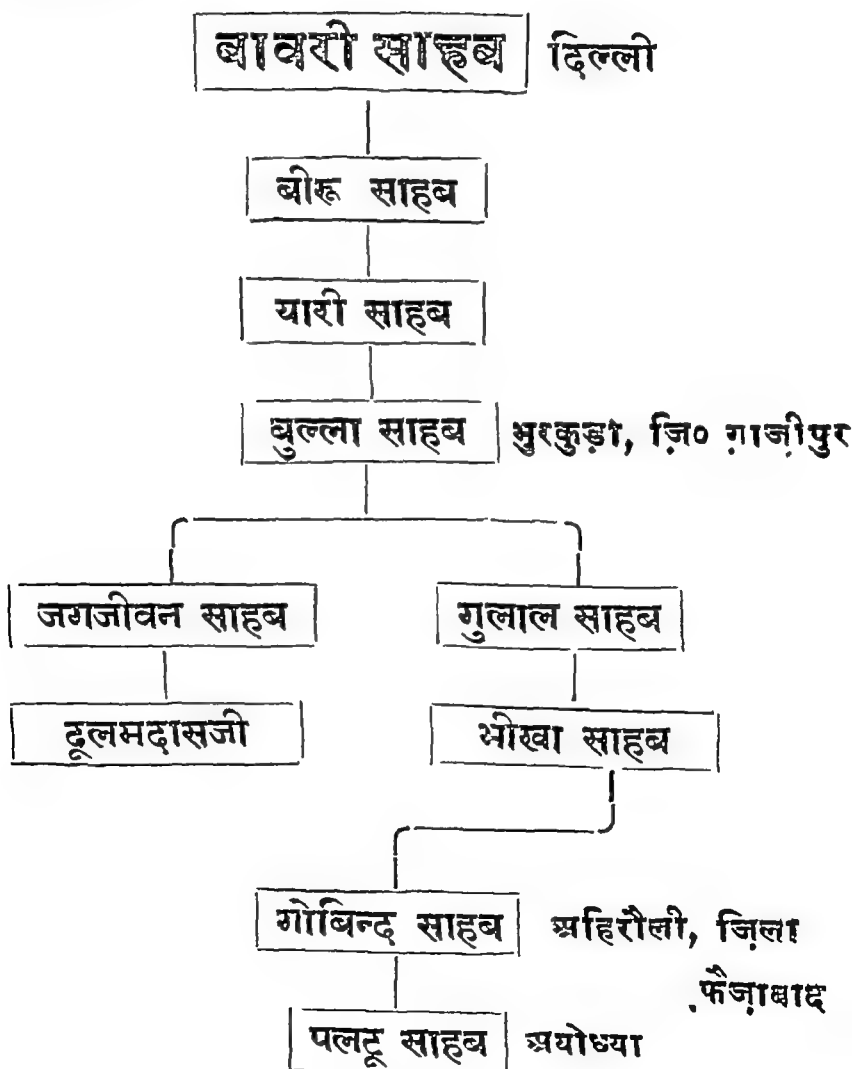 बावरी साहब दिल्ली
बीरू साहब
यारी साहब
बुल्ला साहब भुरकुड़ा, ज़ि० ग़ाज़ीपुर
जगजीवन साहब गुलाल साहब
दूलमदासजी भीखा साहब
गोबिन्द साहब अहिरौली, ज़िला
फ़ैज़ाबाद
पलटू साहब अयोध्या